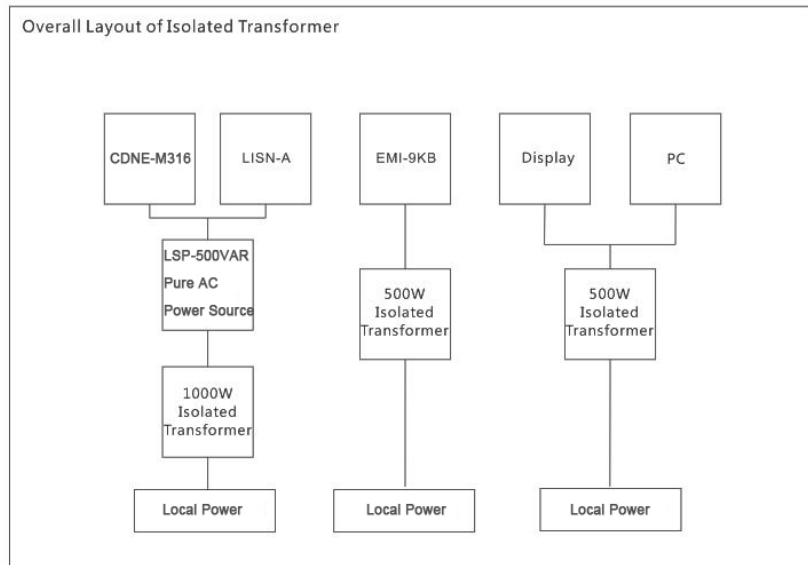 Overall Layout of Isolated Transformer
CDNE-M316
LISN-A
EMI-9KB
Display
PC
LSP-500VAR
Pure AC
Power Source
500W
Isolated
Transformer
500W
Isolated
Transformer
1000W
Isolated
Transformer
Local Power
Local Power
Local Power